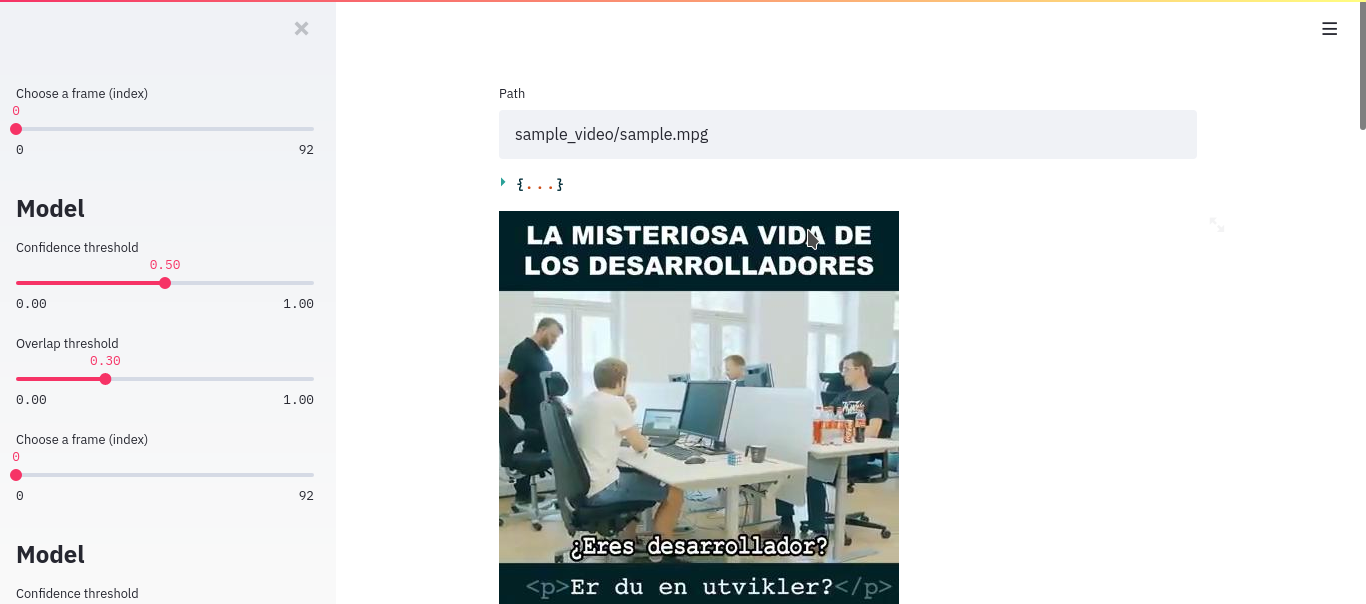 ×
Choose a frame (index)
0
0 92
Model
Confidence threshold
0.50
0.00 1.00
Overlap threshold
0.30
0.00 1.00
Choose a frame (index)
0
0 92
Model
Confidence threshold
Path
sample_video/sample.mpg
{...}
LA MISTERIOSA VIDA DE
LOS DESARROLLADORES
¿Eres desarrollador?
<p>Er du en utvikler?</p>